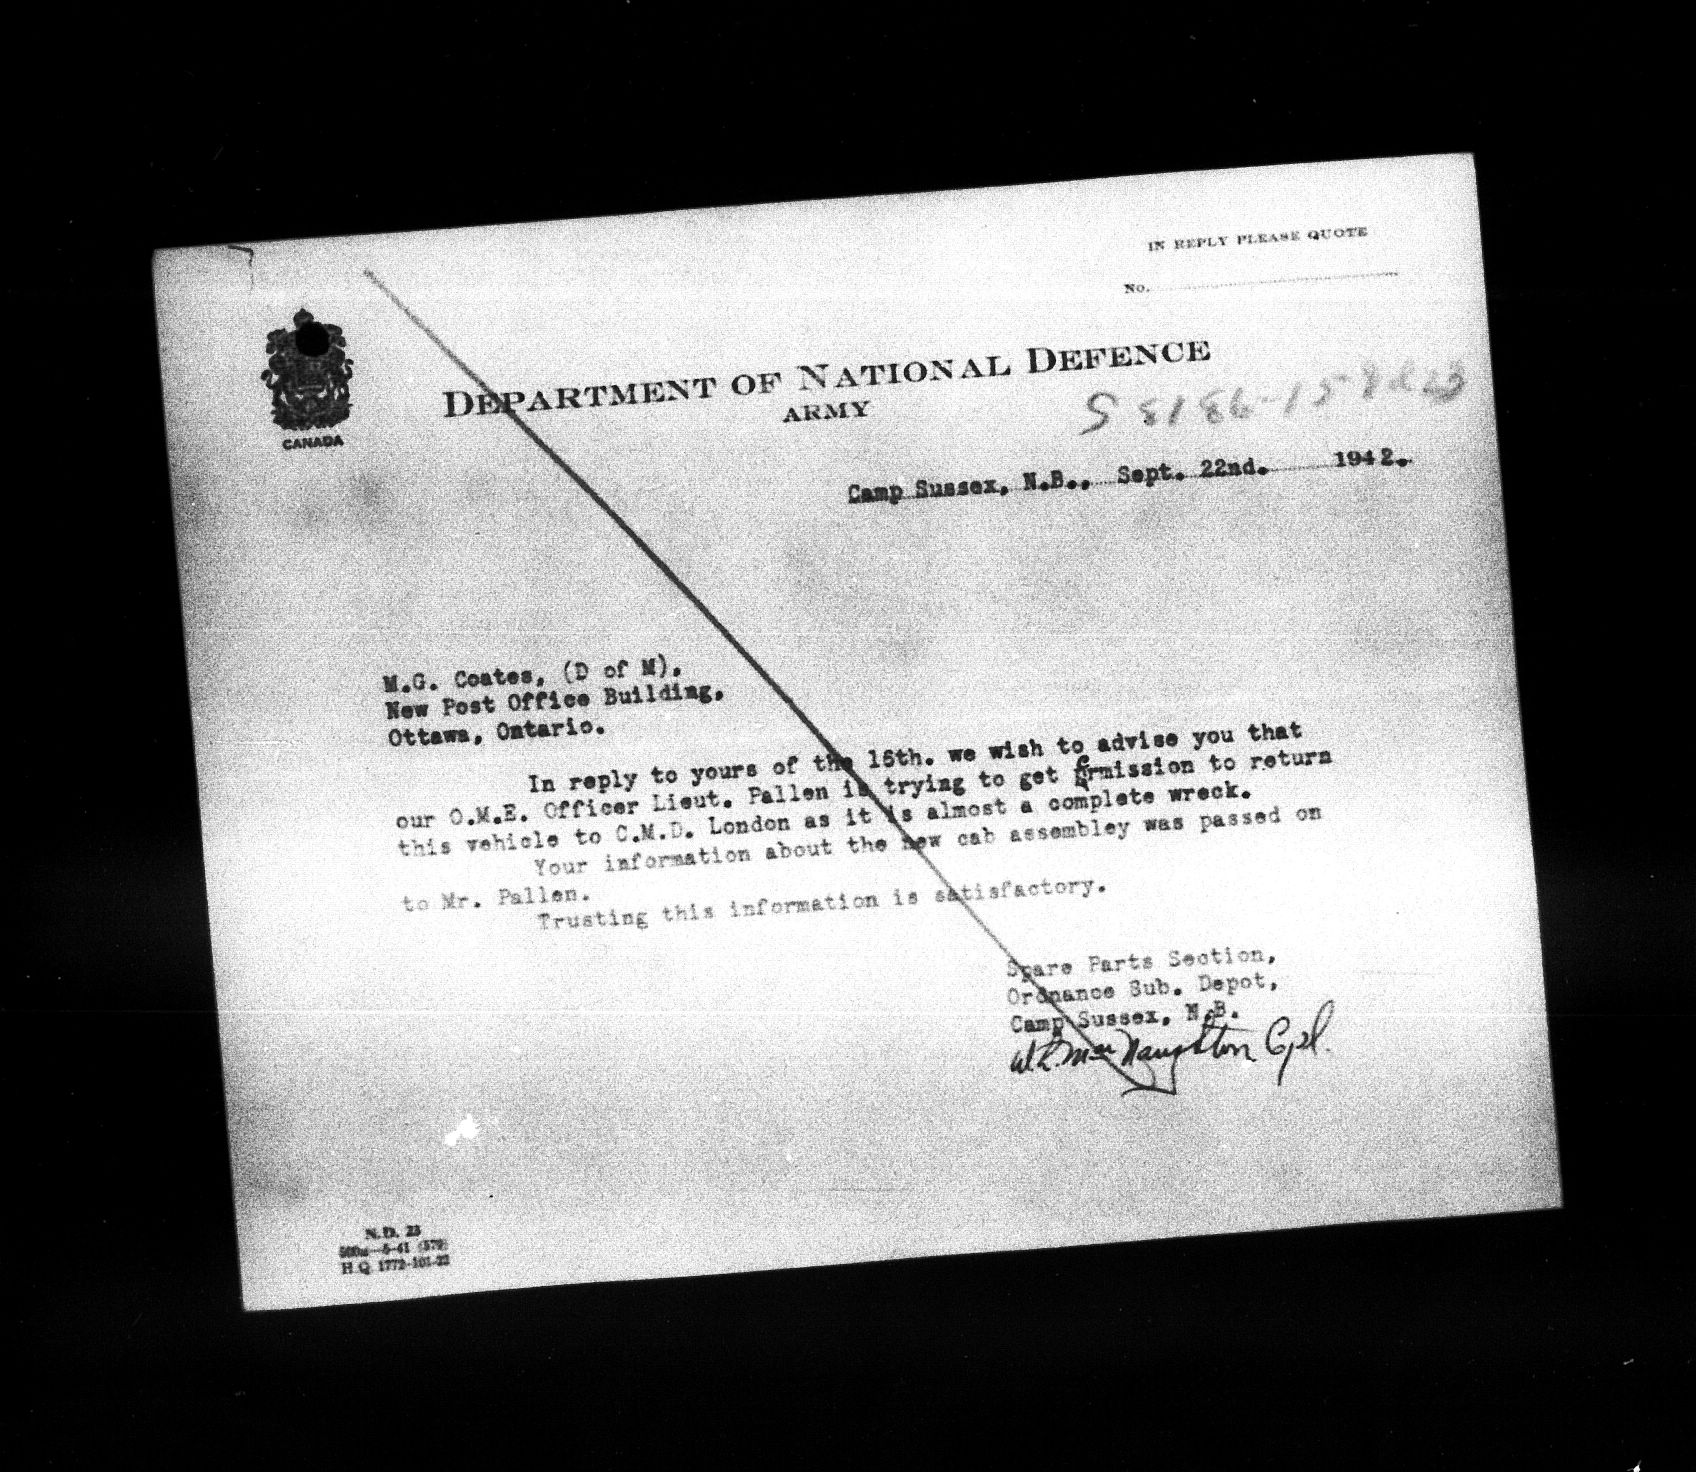 IN REPLY PLEASE QUOTE
No.
DEPARTMENT OF NATIONAL DEFENCE
ARMY
CANADA
Camp Sussex, N.B., Sept. 22nd. 1942.
M.G. Coates, (D of M),
New Post Office Building,
Ottawa, Ontario.
In reply to yours of the 16th. we wish to advise you that
our O.M.E. Officer Lieut. Pallen is trying to get permission to return
this vehicle to C.M.D. London as it is almost a complete wreck.
Your information about the new cab assembley was passed on
to Mr. Pallen.
Trusting this information is satisfactory.
Spare Parts Section,
Ordnance Sub. Depot,
Camp Sussex, N.B.
Cpl.
N.D. 23
H.Q. 1772-